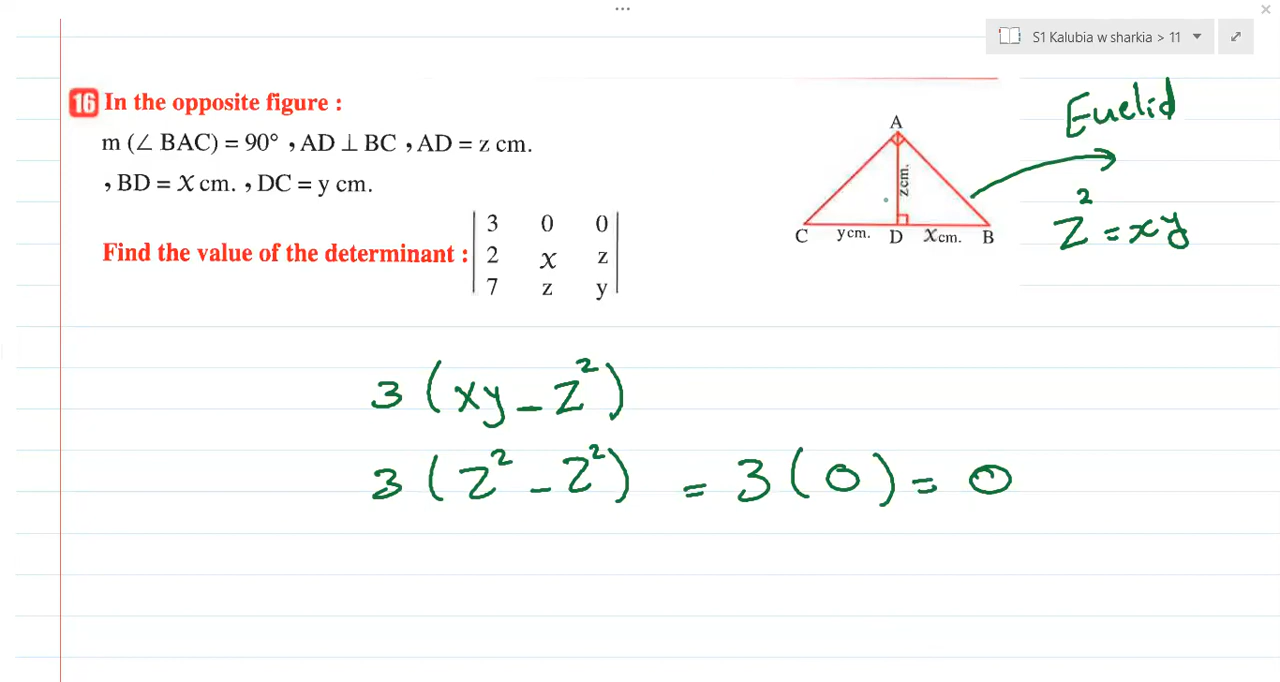 ...
S1 Kalubia w sharkia > 11
16 In the opposite figure :
m (∠ BAC) = 90° , AD ⊥ BC , AD = z cm.
, BD = X cm. , DC = y cm.
Find the value of the determinant :
3 0 0
2 X z
7 z y
A
z cm.
C y cm. D X cm. B
Euclid
z² = xy
3 ( xy - z² )
3 ( z² - z² ) = 3 ( 0 ) = 0